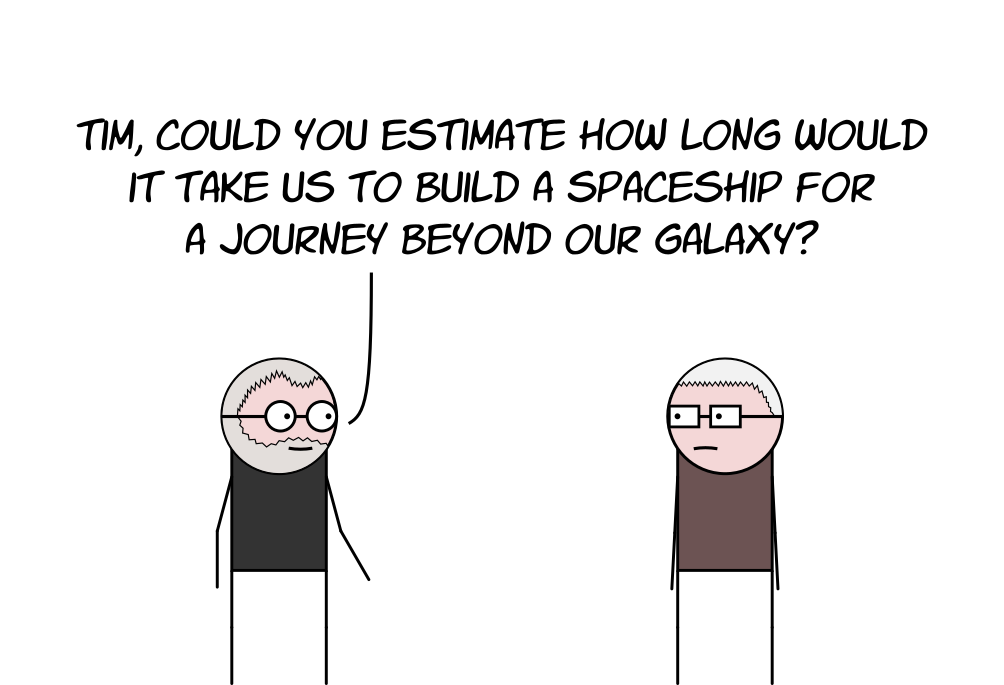 TIM, COULD YOU ESTIMATE HOW LONG WOULD
IT TAKE US TO BUILD A SPACESHIP FOR
A JOURNEY BEYOND OUR GALAXY?